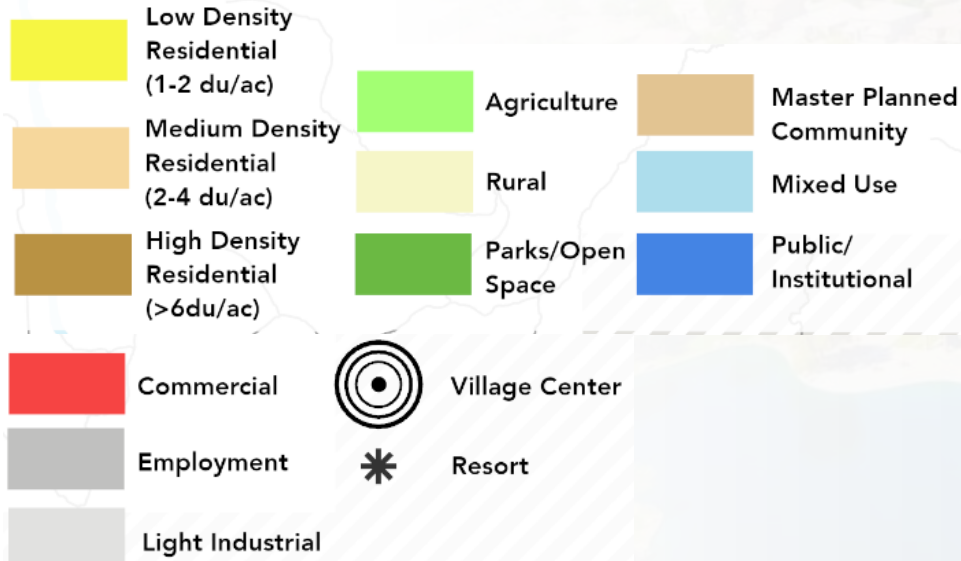 Low Density
Residential
(1-2 du/ac)
Medium Density
Residential
(2-4 du/ac)
High Density
Residential
(>6du/ac)
Agriculture
Rural
Parks/Open
Space
Master Planned
Community
Mixed Use
Public/
Institutional
Commercial
Employment
Light Industrial
Village Center
Resort